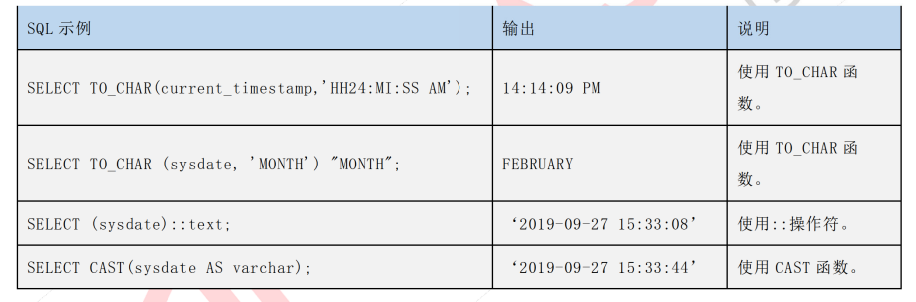 SQL 示例 输出 说明
SELECT TO_CHAR(current_timestamp,'HH24:MI:SS AM'); 14:14:09 PM 使用 TO_CHAR 函
数。
SELECT TO_CHAR (sysdate, 'MONTH') "MONTH"; FEBRUARY 使用 TO_CHAR 函
数。
SELECT (sysdate)::text; ‘2019-09-27 15:33:08’ 使用::操作符。
SELECT CAST(sysdate AS varchar); ‘2019-09-27 15:33:44’ 使用 CAST 函数。